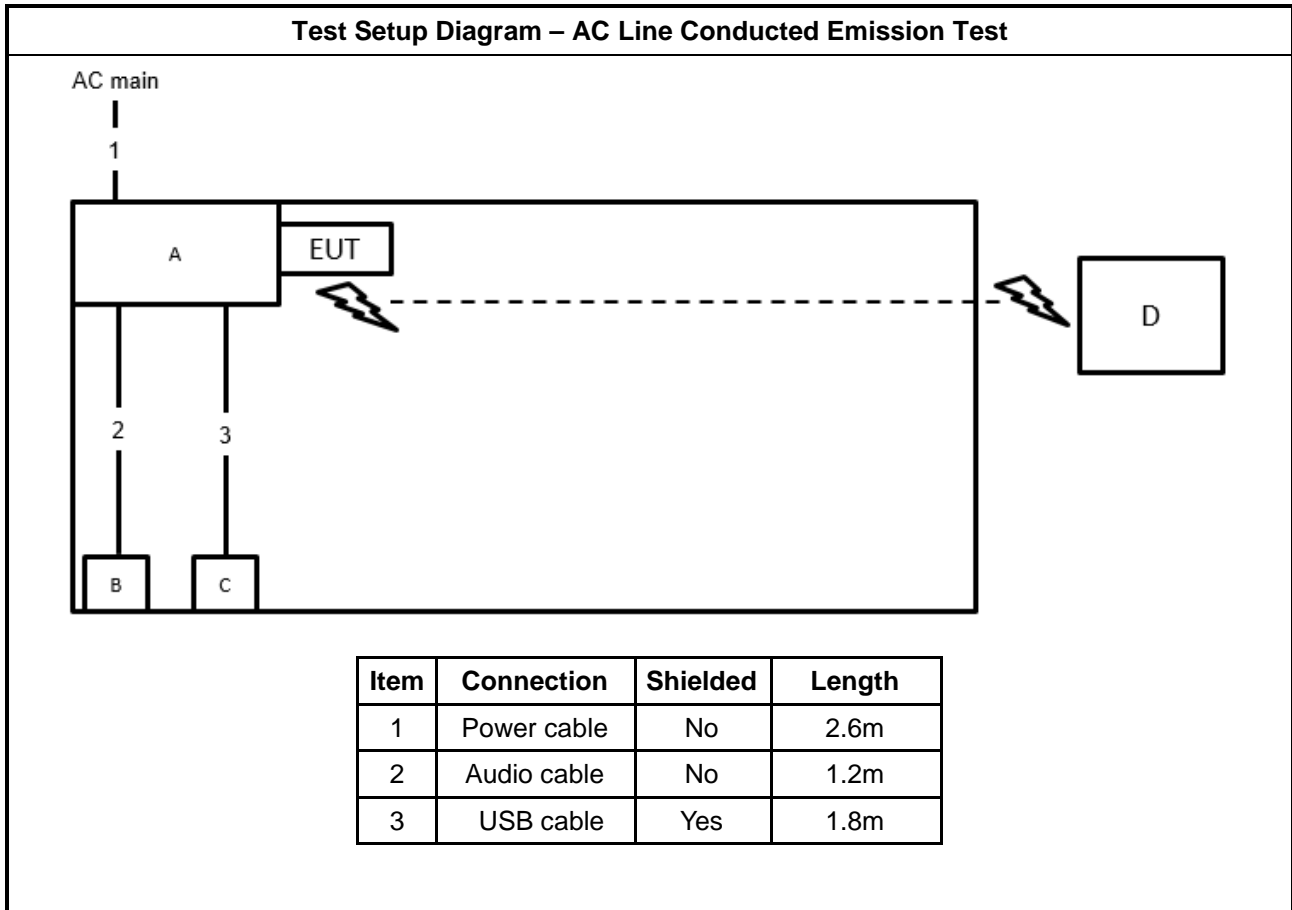 Test Setup Diagram – AC Line Conducted Emission Test
AC main
1
A
EUT
D
2
3
B
C
Item Connection Shielded Length
1 Power cable No 2.6m
2 Audio cable No 1.2m
3 USB cable Yes 1.8m